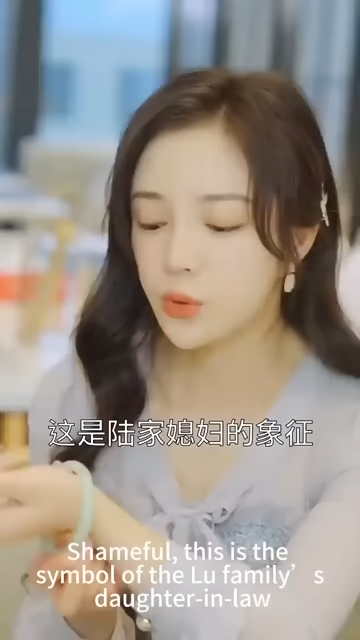 这是陆家媳妇的象征
Shameful, this is the
symbol of the Lu family’s
daughter-in-law